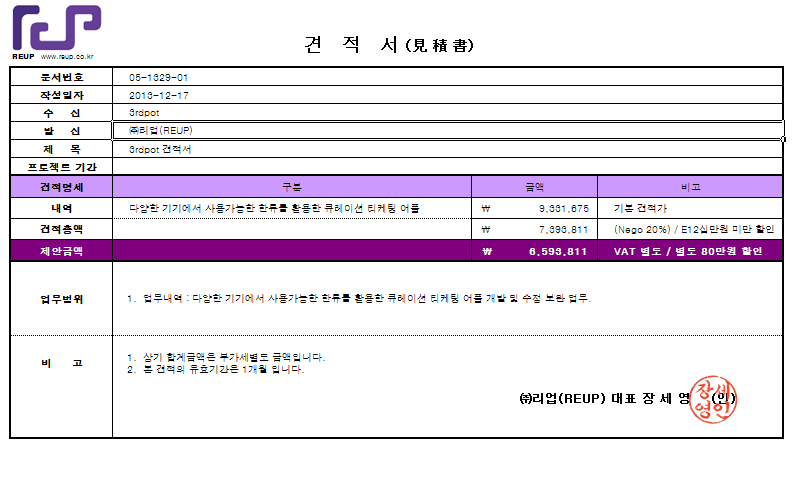 REUP www.reup.co.kr
견 적 서 (見 積 書)
문서번호 05-1329-01
작성일자 2013-12-17
수 신 3rdpot
발 신 ㈜리업(REUP)
제 목 3rdpot 견적서
프로젝트 기간
견적명세 구분 금액 비고
내역 다양한 기기에서 사용가능한 한류를 활용한 큐레이션 티케팅 어플 ₩ 9,331,675 기본 견적가
견적총액 ₩ 7,393,811 (Nego 20%) / E12십만원 미만 할인
제안금액 ₩ 6,593,811 VAT 별도 / 별도 80만원 할인
업무범위 1. 업무내역 : 다양한 기기에서 사용가능한 한류를 활용한 큐레이션 티케팅 어플 개발 및 수정 보완 업무.
비 고 1. 상기 합계금액은 부가세별도 금액입니다.
2. 본 견적의 유효기간은 1개월 입니다.
㈜리업(REUP) 대표 장 세 영 (인)
장세
영인